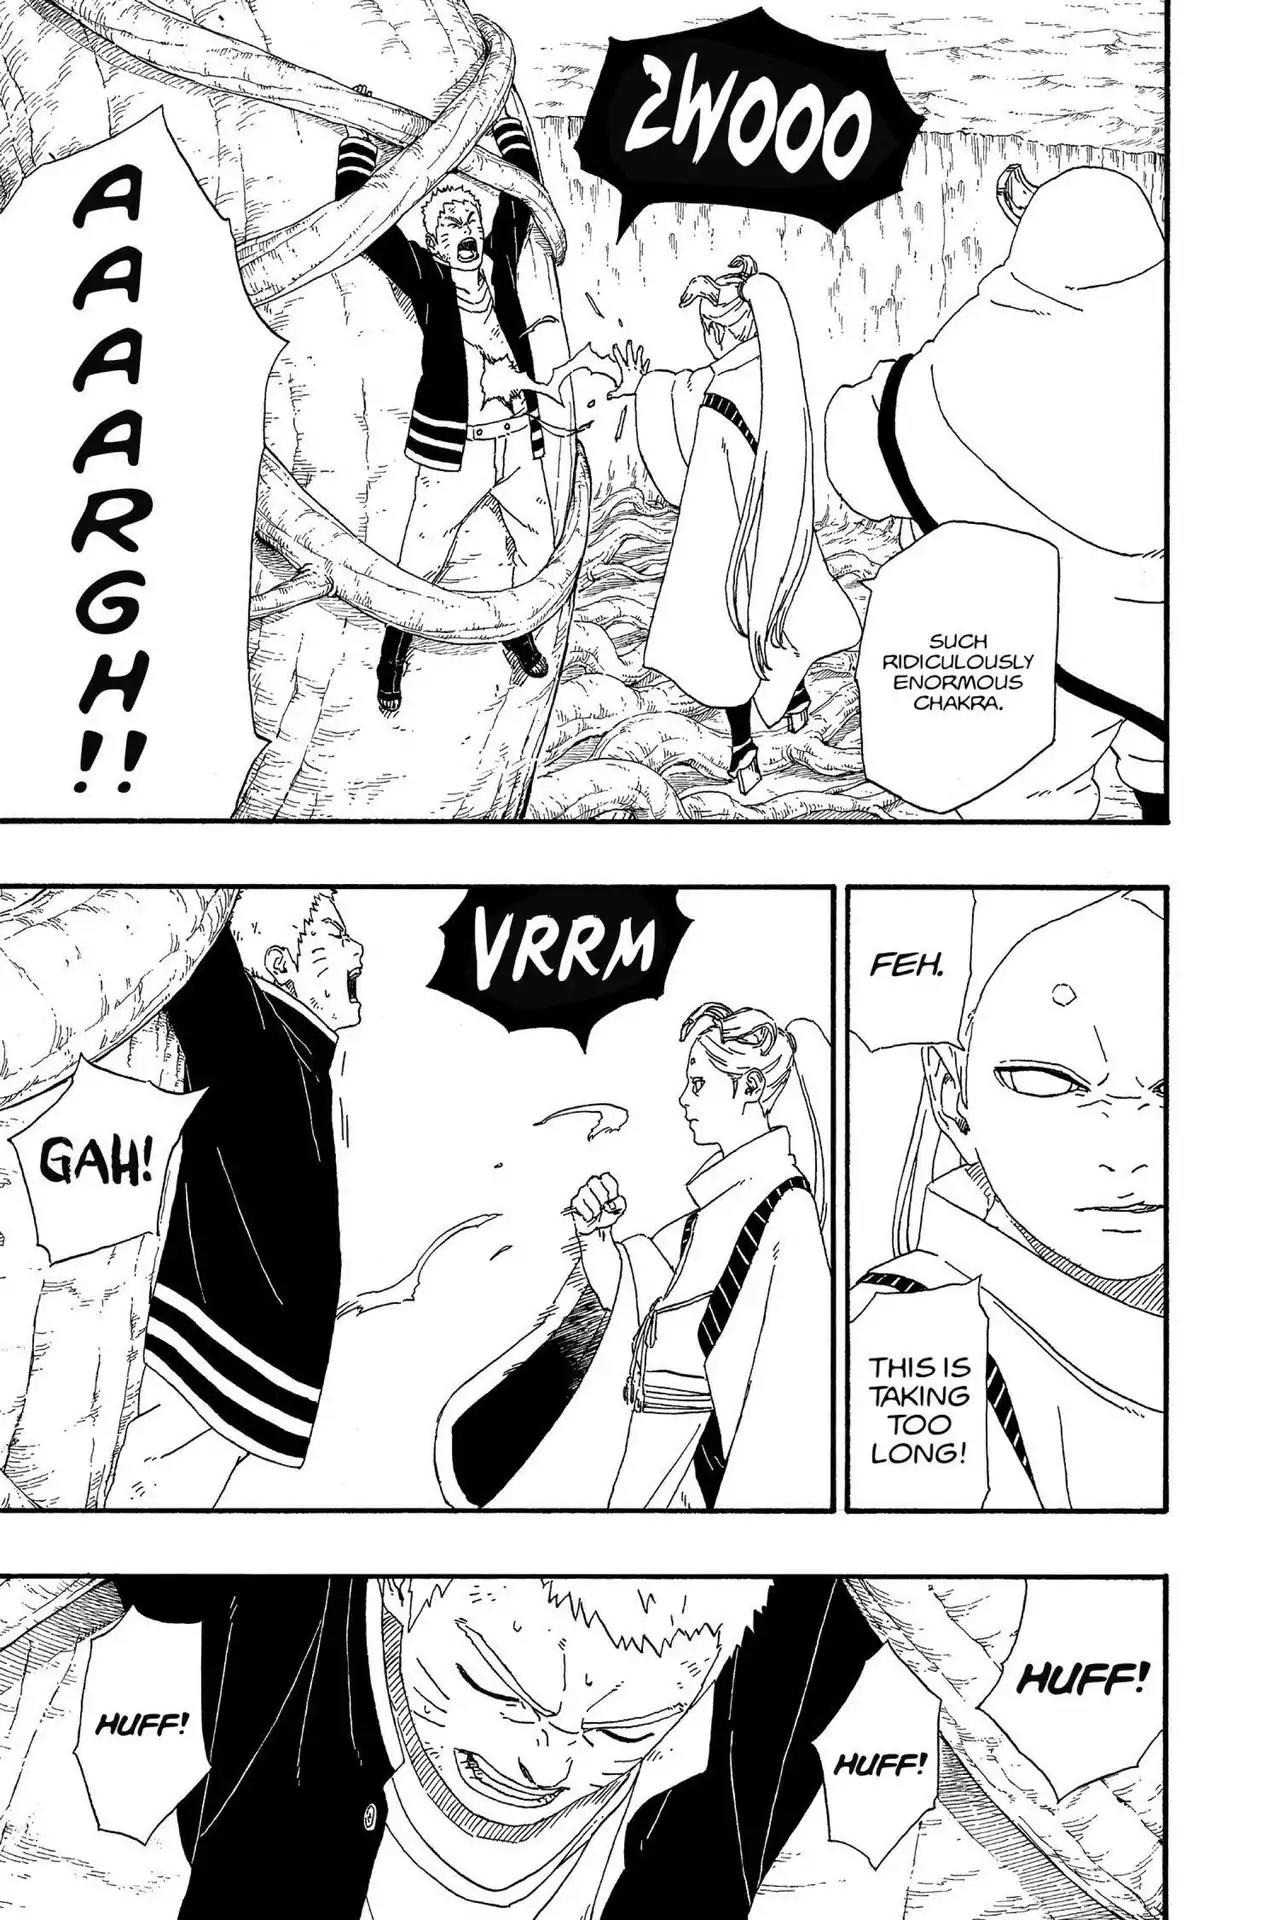 ZWOOO
AAAARGH!!
SUCH
RIDICULOUSLY
ENORMOUS
CHAKRA.
VRRM
GAH!
FEH.
THIS IS
TAKING
TOO
LONG!
HUFF!
HUFF!
HUFF!